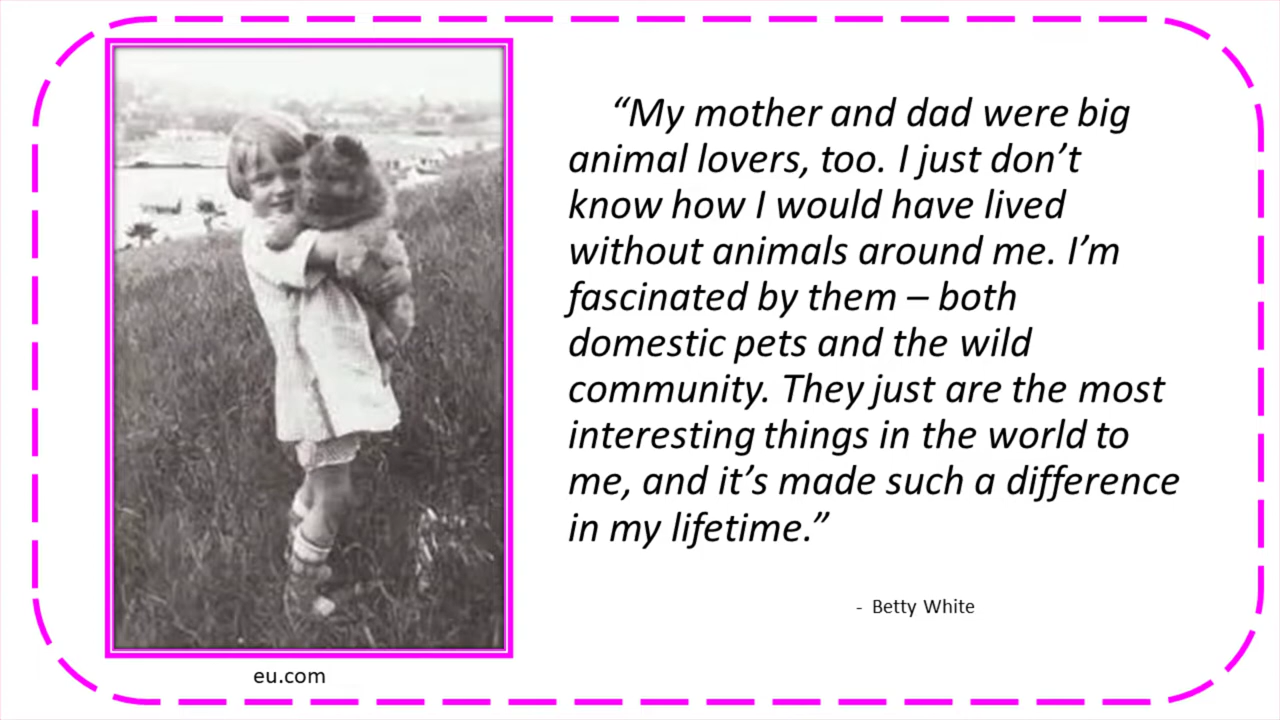 “My mother and dad were big
animal lovers, too. I just don’t
know how I would have lived
without animals around me. I’m
fascinated by them – both
domestic pets and the wild
community. They just are the most
interesting things in the world to
me, and it’s made such a difference
in my lifetime.”
- Betty White
eu.com